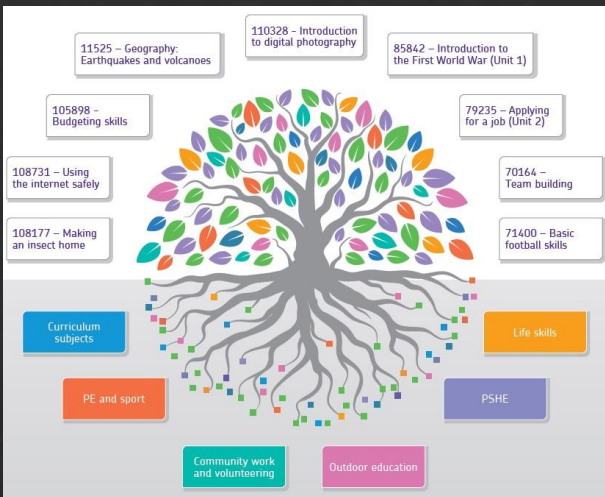 110328 - Introduction
to digital photography
11525 – Geography:
Earthquakes and volcanoes
85842 – Introduction to
the First World War (Unit 1)
105898 -
Budgeting skills
79235 – Applying
for a job (Unit 2)
108731 – Using
the internet safely
70164 –
Team building
108177 – Making
an insect home
71400 – Basic
football skills
Curriculum
subjects
Life skills
PE and sport
PSHE
Community work
and volunteering
Outdoor education